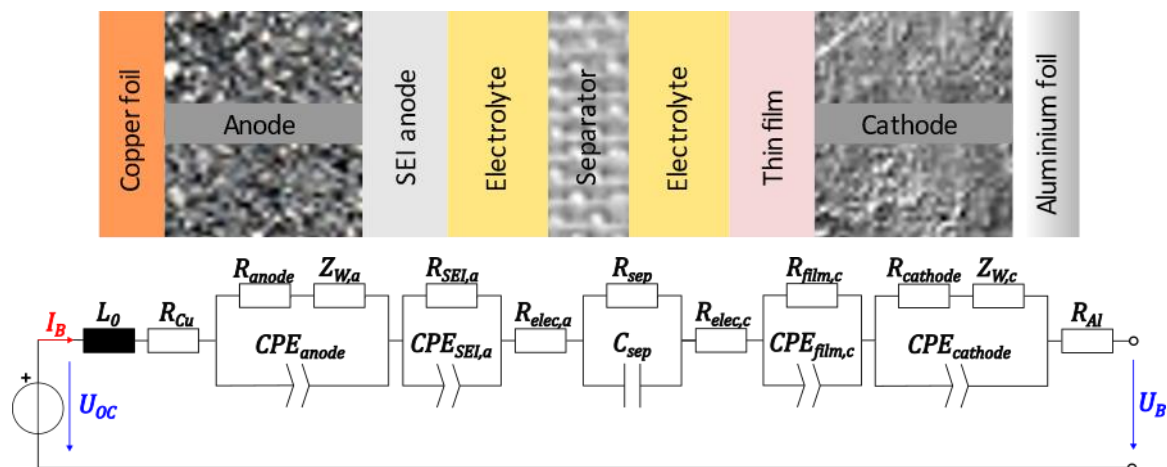 Copper foil
Anode
SEI anode
Electrolyte
Separator
Electrolyte
Thin film
Cathode
Aluminium foil
R_anode Z_W,a
R_SEI,a
R_sep
R_film,c
R_cathode Z_W,c
I_B L_0 R_Cu
R_elec,a
R_elec,c
R_Al
CPE_anode
CPE_SEI,a
C_sep
CPE_film,c
CPE_cathode
+
U_OC
U_B